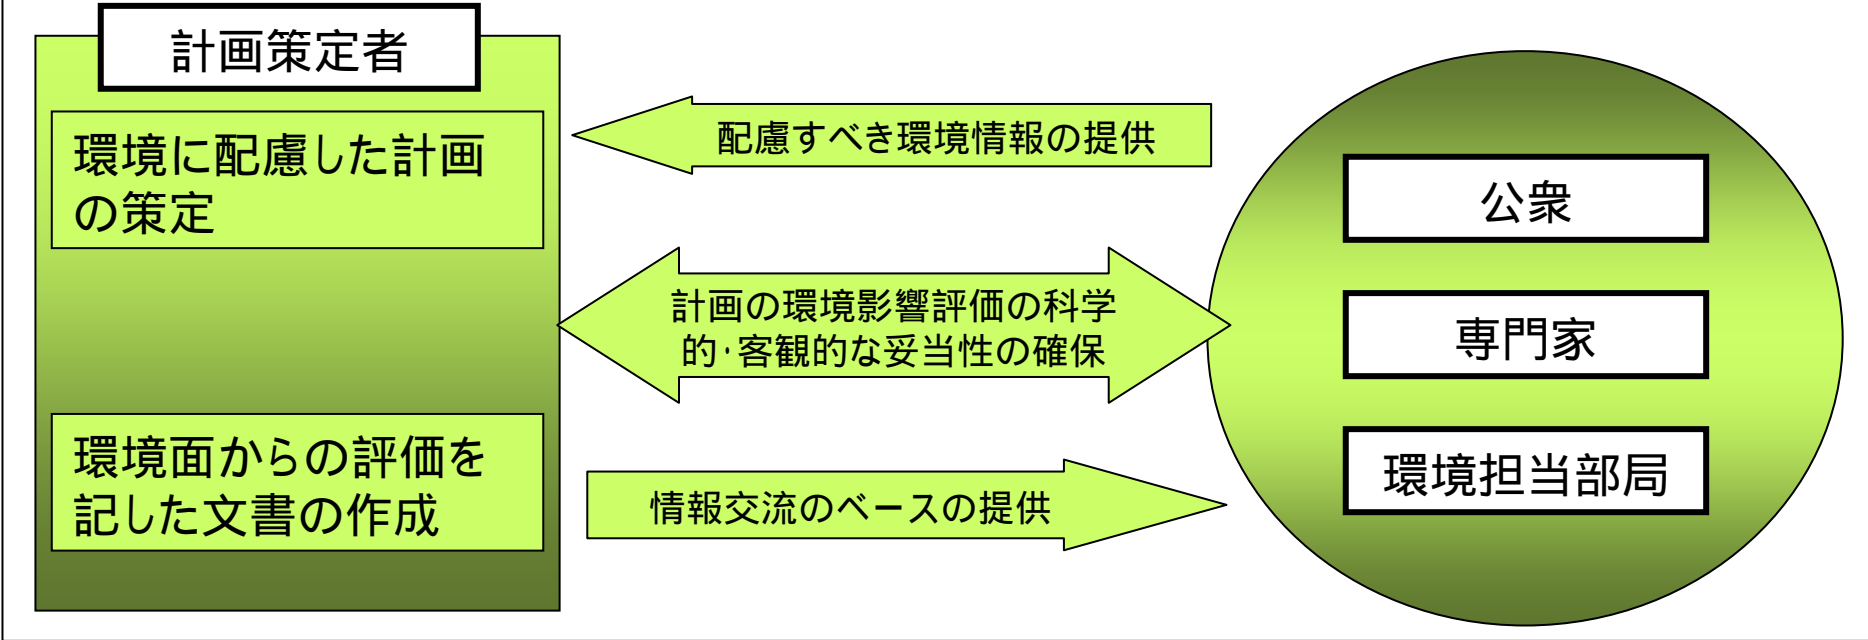 計画策定者
環境に配慮した計画
の策定
環境面からの評価を
記した文書の作成
配慮すべき環境情報の提供
計画の環境影響評価の科学
的・客観的な妥当性の確保
情報交流のベースの提供
公衆
専門家
環境担当部局